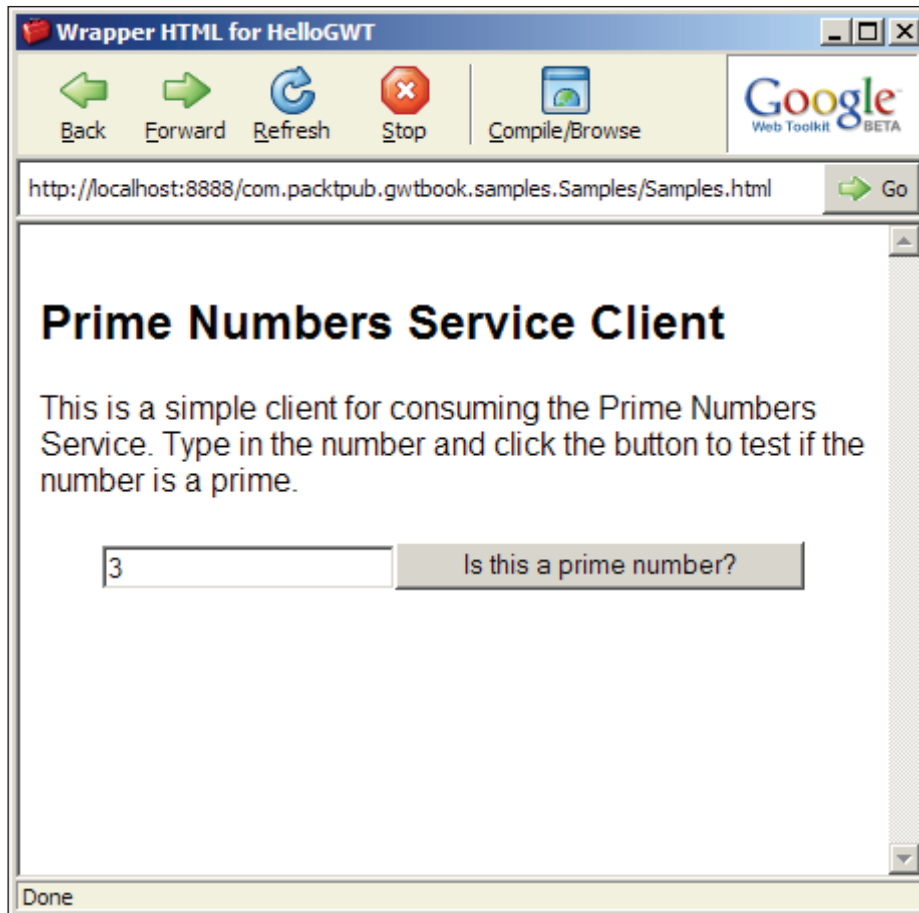 Wrapper HTML for HelloGWT
Back Forward Refresh Stop Compile/Browse
Google
Web Toolkit BETA
http://localhost:8888/com.packtpub.gwtbook.samples.Samples/Samples.html Go
Prime Numbers Service Client
This is a simple client for consuming the Prime Numbers
Service. Type in the number and click the button to test if the
number is a prime.
3 Is this a prime number?
Done